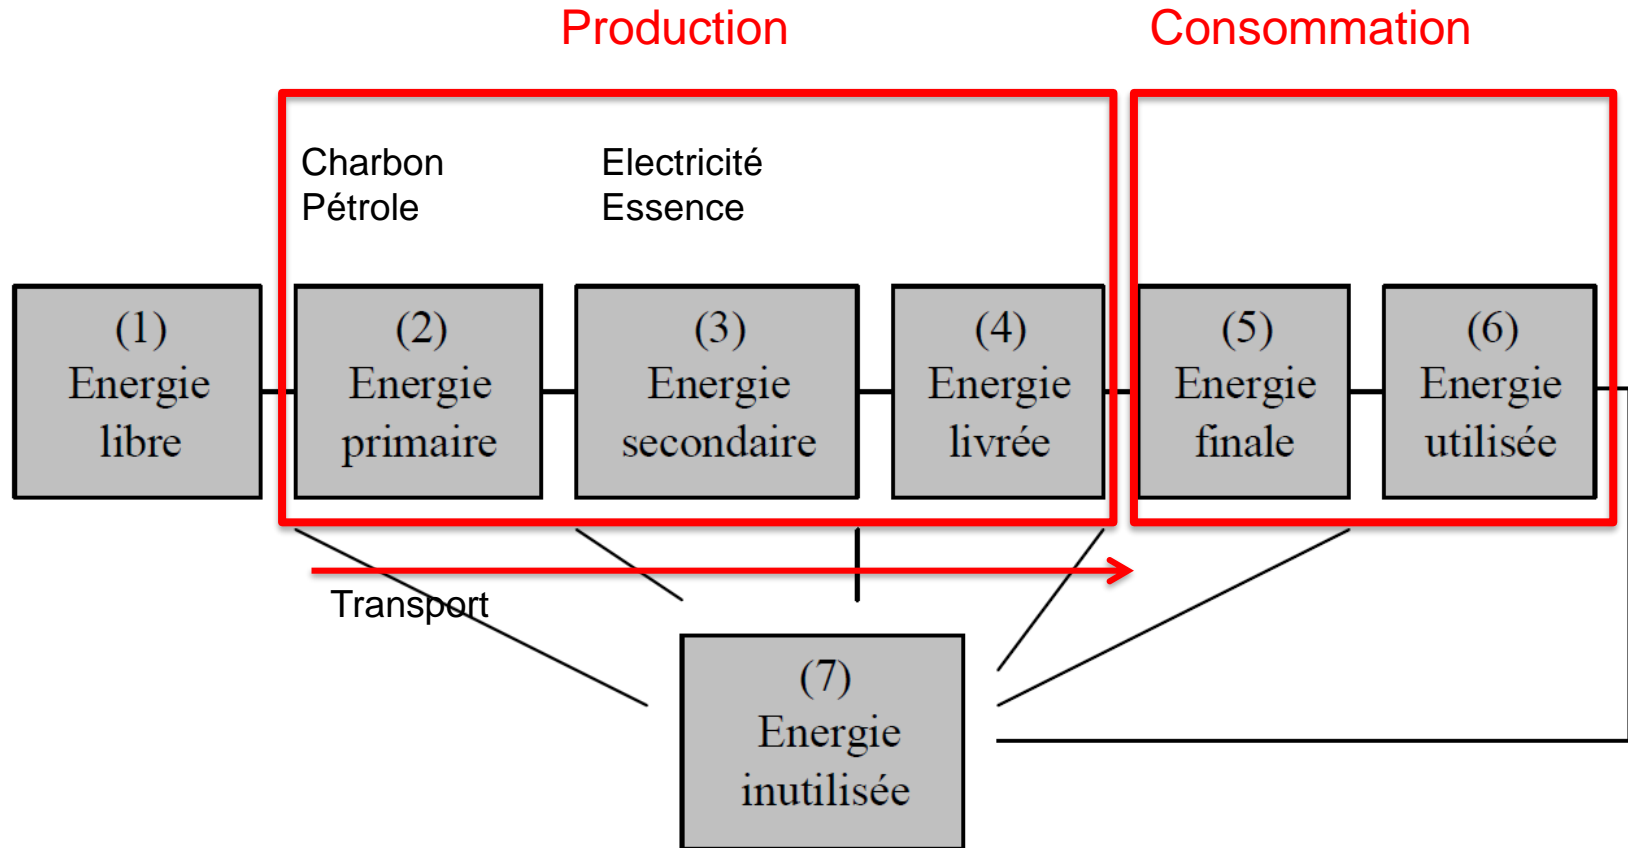 Production
Consommation
Charbon
Pétrole
Electricité
Essence
(1)
Energie
libre
(2)
Energie
primaire
(3)
Energie
secondaire
(4)
Energie
livrée
(5)
Energie
finale
(6)
Energie
utilisée
Transport
(7)
Energie
inutilisée